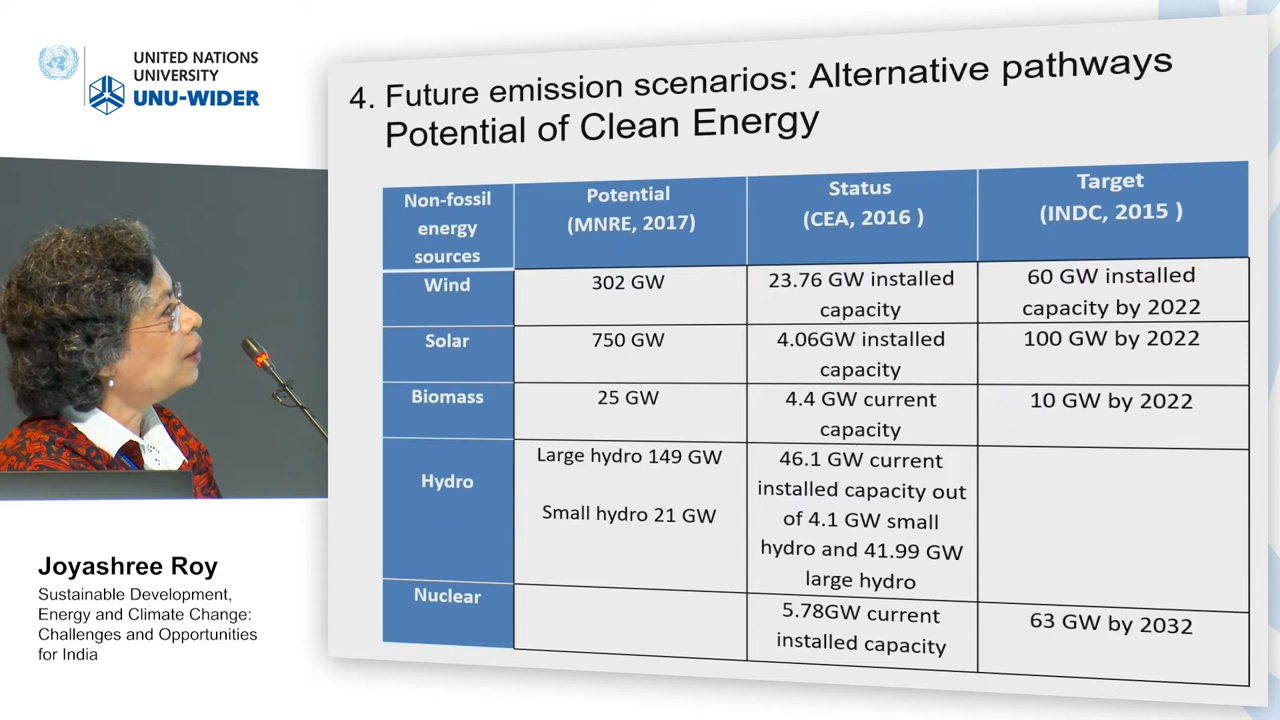 UNITED NATIONS
UNIVERSITY
UNU-WIDER
4. Future emission scenarios: Alternative pathways
Potential of Clean Energy
Non-fossil
energy
sources
Potential
(MNRE, 2017)
Status
(CEA, 2016 )
Target
(INDC, 2015 )
Wind
302 GW
23.76 GW installed
capacity
60 GW installed
capacity by 2022
Solar
750 GW
4.06GW installed
capacity
100 GW by 2022
Biomass
25 GW
4.4 GW current
capacity
10 GW by 2022
Hydro
Large hydro 149 GW
Small hydro 21 GW
46.1 GW current
installed capacity out
of 4.1 GW small
hydro and 41.99 GW
large hydro
Nuclear
5.78GW current
installed capacity
63 GW by 2032
Joyashree Roy
Sustainable Development,
Energy and Climate Change:
Challenges and Opportunities
for India